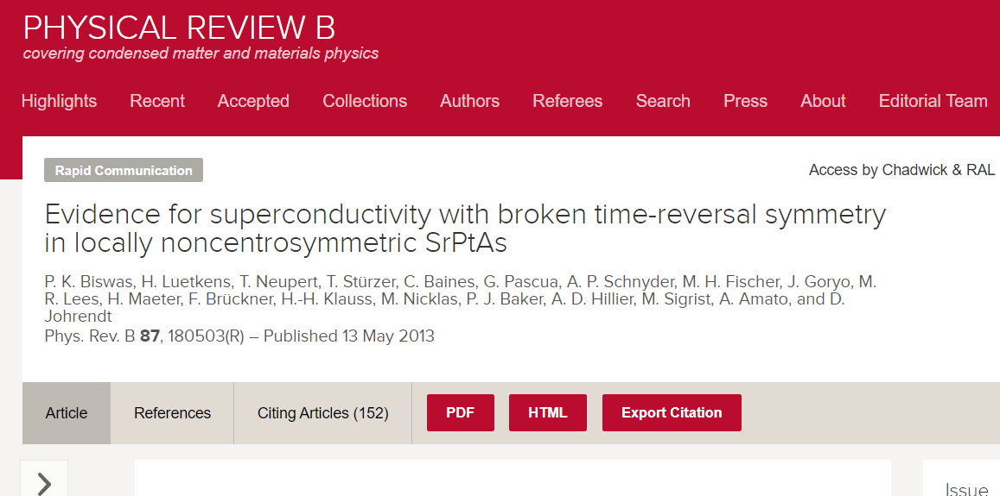 PHYSICAL REVIEW B
covering condensed matter and materials physics
Highlights Recent Accepted Collections Authors Referees Search Press About Editorial Team
Rapid Communication
Access by Chadwick & RAL
Evidence for superconductivity with broken time-reversal symmetry
in locally noncentrosymmetric SrPtAs
P. K. Biswas, H. Luetkens, T. Neupert, T. Stürzer, C. Baines, G. Pascua, A. P. Schnyder, M. H. Fischer, J. Goryo, M.
R. Lees, H. Maeter, F. Brückner, H.-H. Klauss, M. Nicklas, P. J. Baker, A. D. Hillier, M. Sigrist, A. Amato, and D.
Johrendt
Phys. Rev. B 87, 180503(R) – Published 13 May 2013
Article References Citing Articles (152) PDF HTML Export Citation
Issue